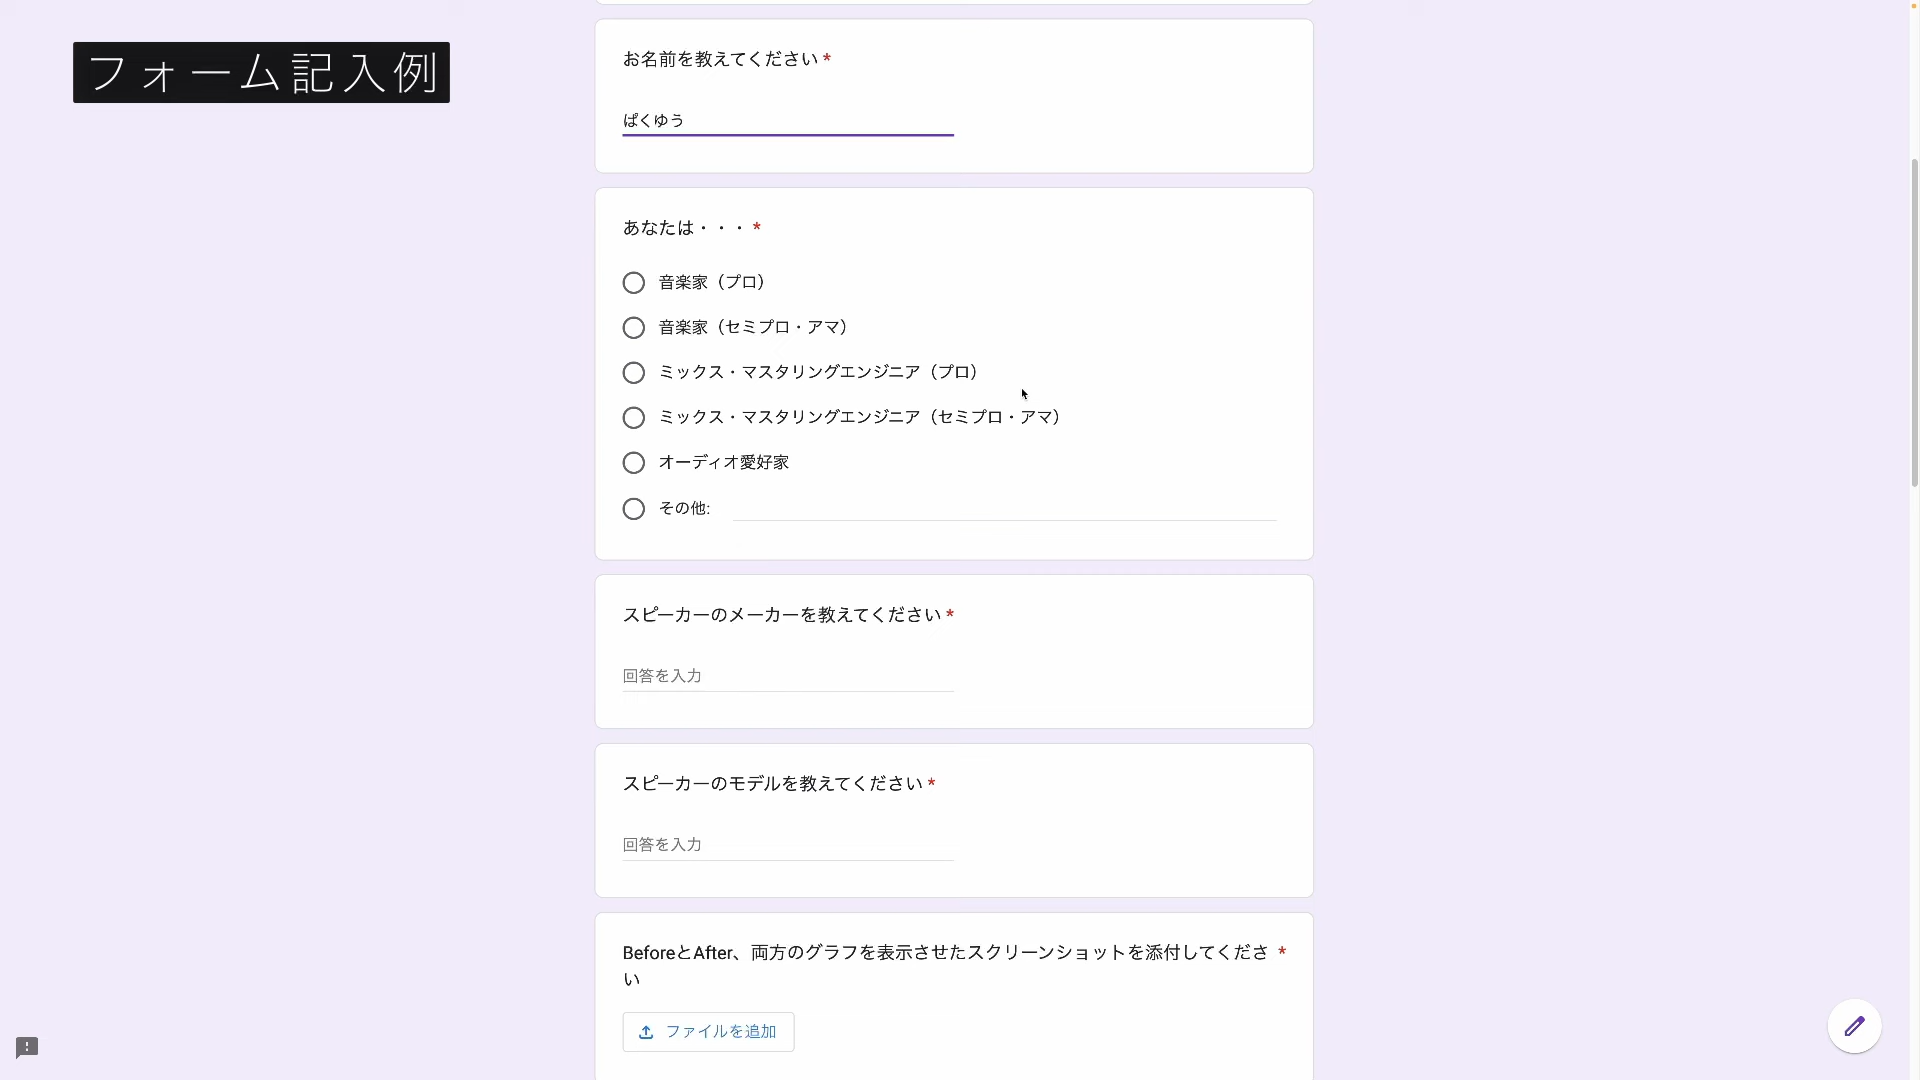 フォーム記入例
お名前を教えてください *
ぱくゆう
あなたは・・・ *
音楽家（プロ）
音楽家（セミプロ・アマ）
ミックス・マスタリングエンジニア（プロ）
ミックス・マスタリングエンジニア（セミプロ・アマ）
オーディオ愛好家
その他:
スピーカーのメーカーを教えてください *
回答を入力
スピーカーのモデルを教えてください *
回答を入力
BeforeとAfter、両方のグラフを表示させたスクリーンショットを添付してくださ *
い
ファイルを追加